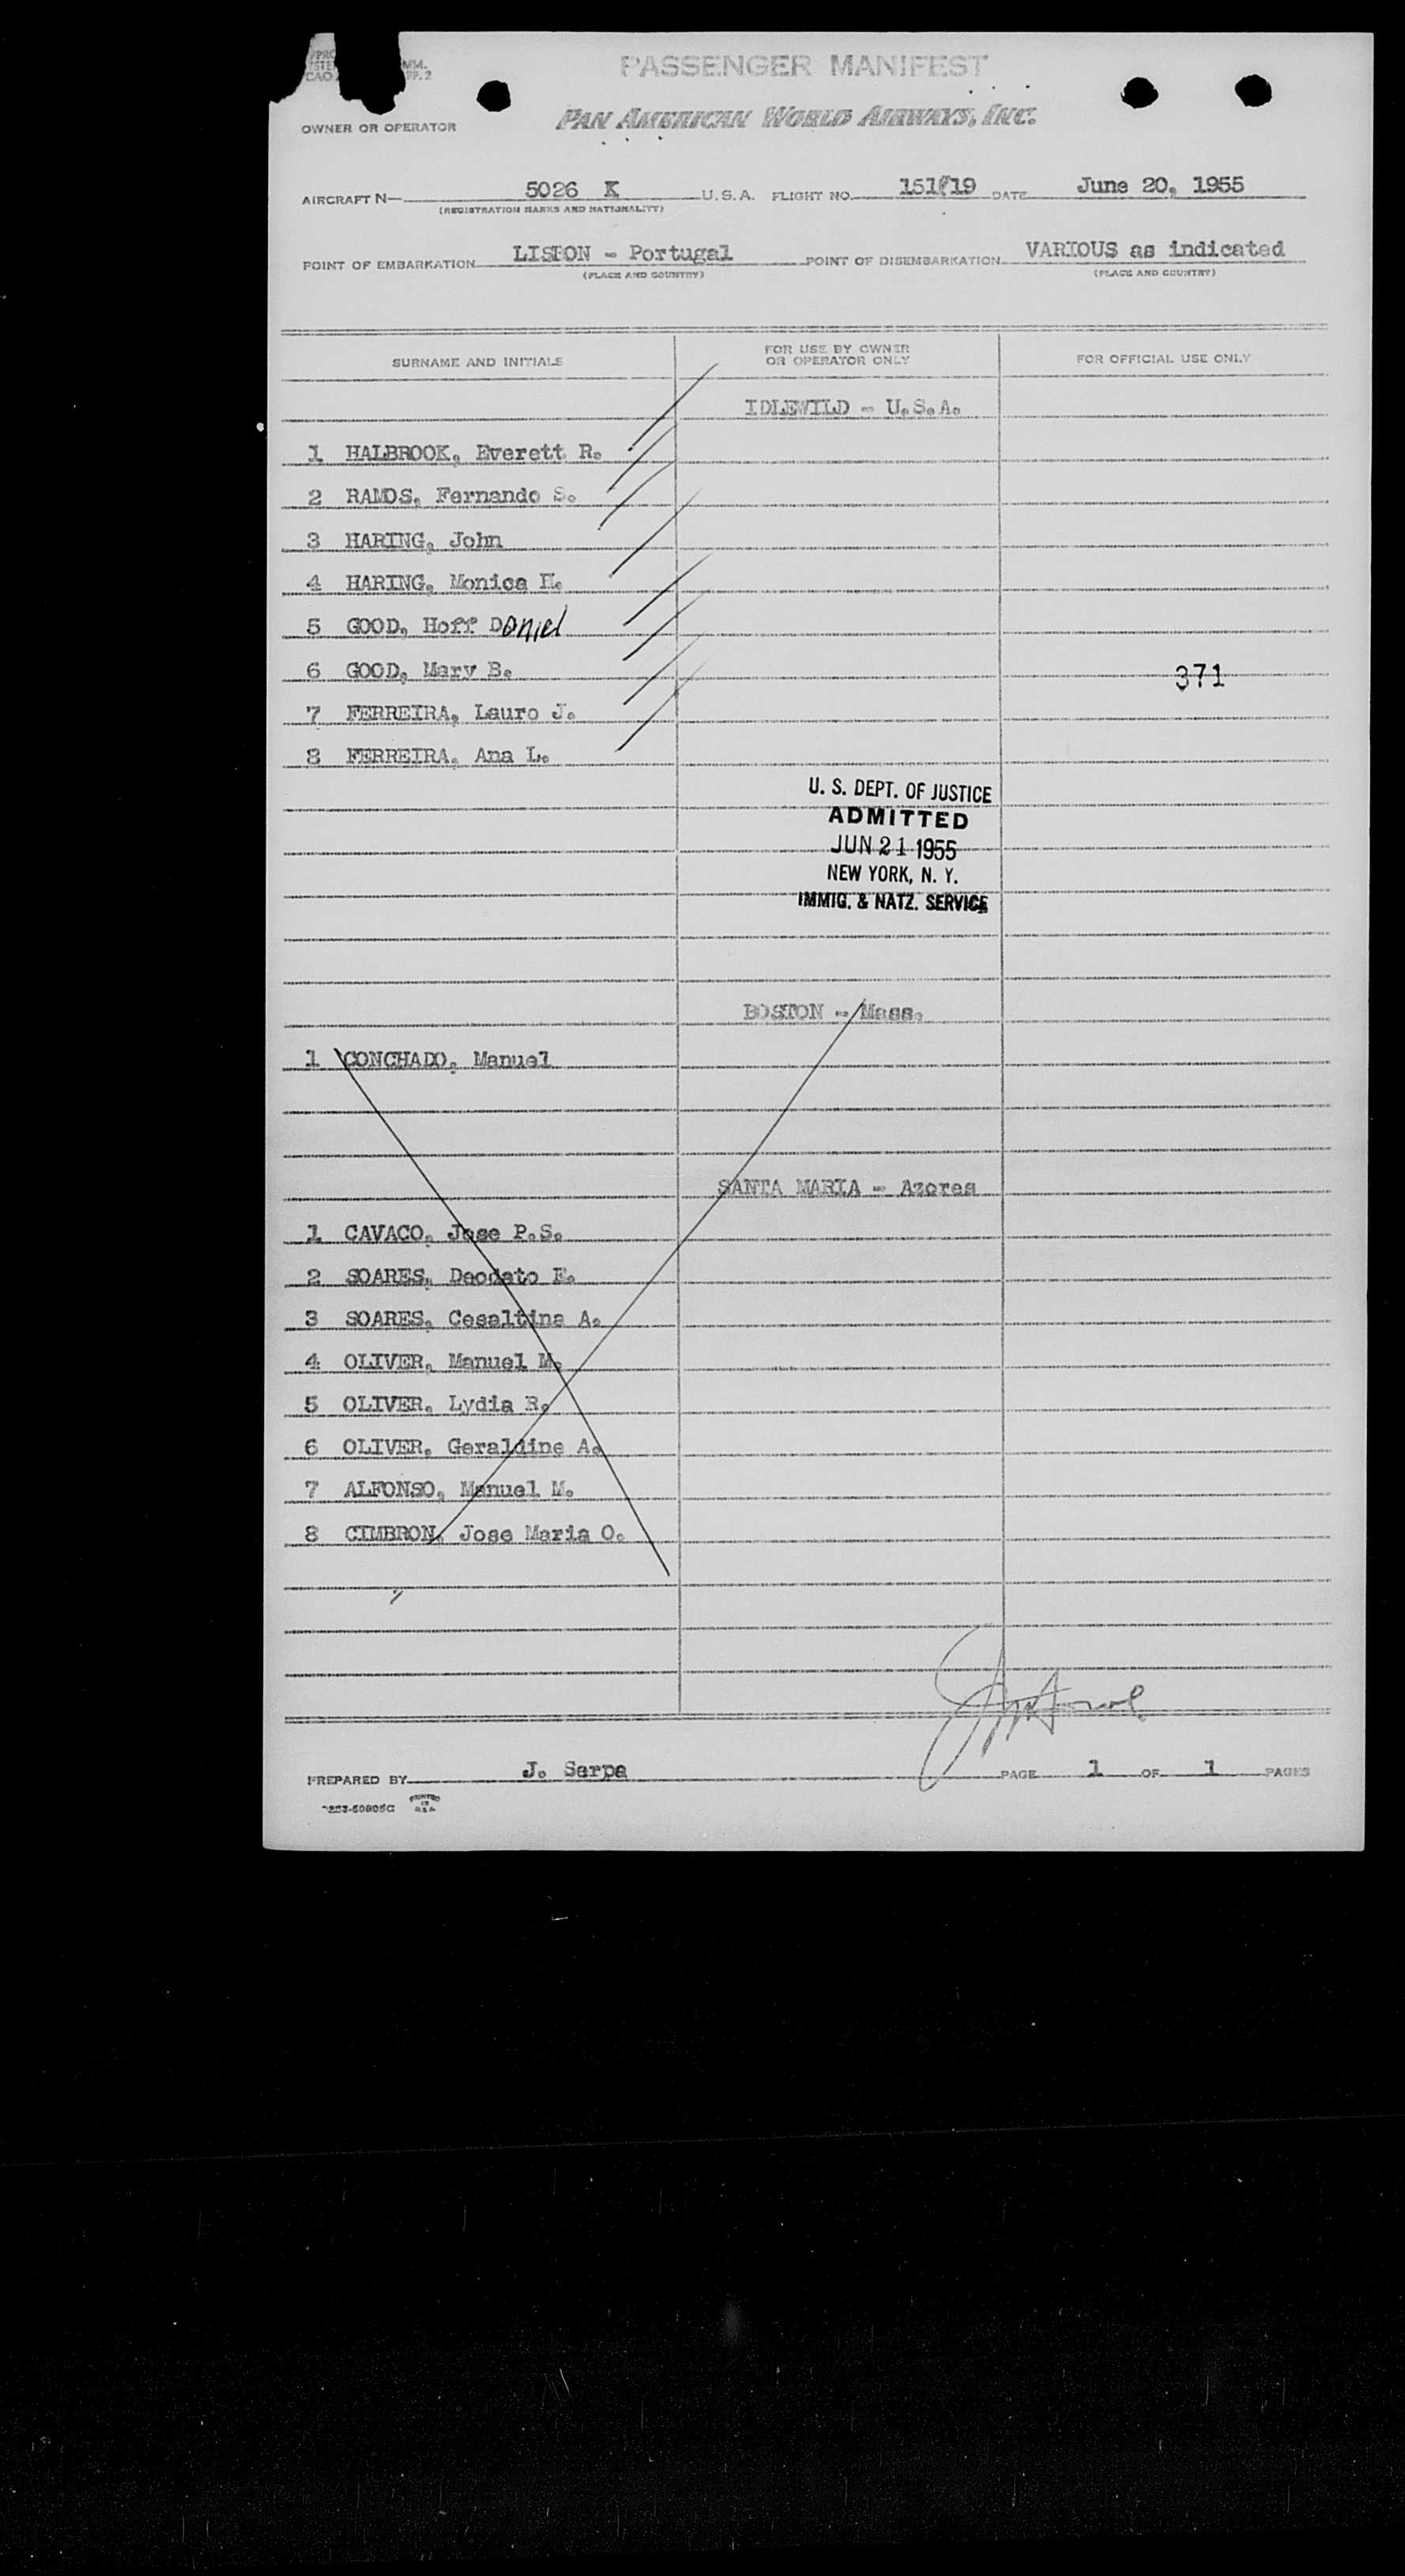 PASSENGER MANIFEST
PAN AMERICAN WORLD AIRWAYS, INC.
OWNER OR OPERATOR
AIRCRAFT N— 5026 K U.S.A. FLIGHT NO. 151/19 DATE June 20, 1955
(REGISTRATION MARKS AND NATIONALITY)
POINT OF EMBARKATION LISBON - Portugal POINT OF DISEMBARKATION VARIOUS as indicated
(PLACE AND COUNTRY) (PLACE AND COUNTRY)
SURNAME AND INITIALS FOR USE BY OWNER OR OPERATOR ONLY FOR OFFICIAL USE ONLY
IDLEWILD - U.S.A.
1 HALBROOK, Everett R.
2 RAMOS, Fernando S.
3 HARING, John
4 HARING, Monica H.
5 GOOD, Hoff Daniel
6 GOOD, Mary B. 371
7 FERREIRA, Lauro J.
8 FERREIRA, Ana L.
U. S. DEPT. OF JUSTICE
ADMITTED
JUN 21 1955
NEW YORK, N. Y.
IMMIG. & NATZ. SERVICE
BOSTON - Mass.
1 CONCHADO, Manuel
SANTA MARIA - Azores
1 CAVACO, Jose P.S.
2 SOARES, Deodato F.
3 SOARES, Cesaltina A.
4 OLIVER, Manuel M.
5 OLIVER, Lydia R.
6 OLIVER, Geraldine A.
7 ALFONSO, Manuel M.
8 CIMBRON, Jose Maria O.
PREPARED BY J. Serpa PAGE 1 OF 1 PAGES
PRINTED IN U.S.A.